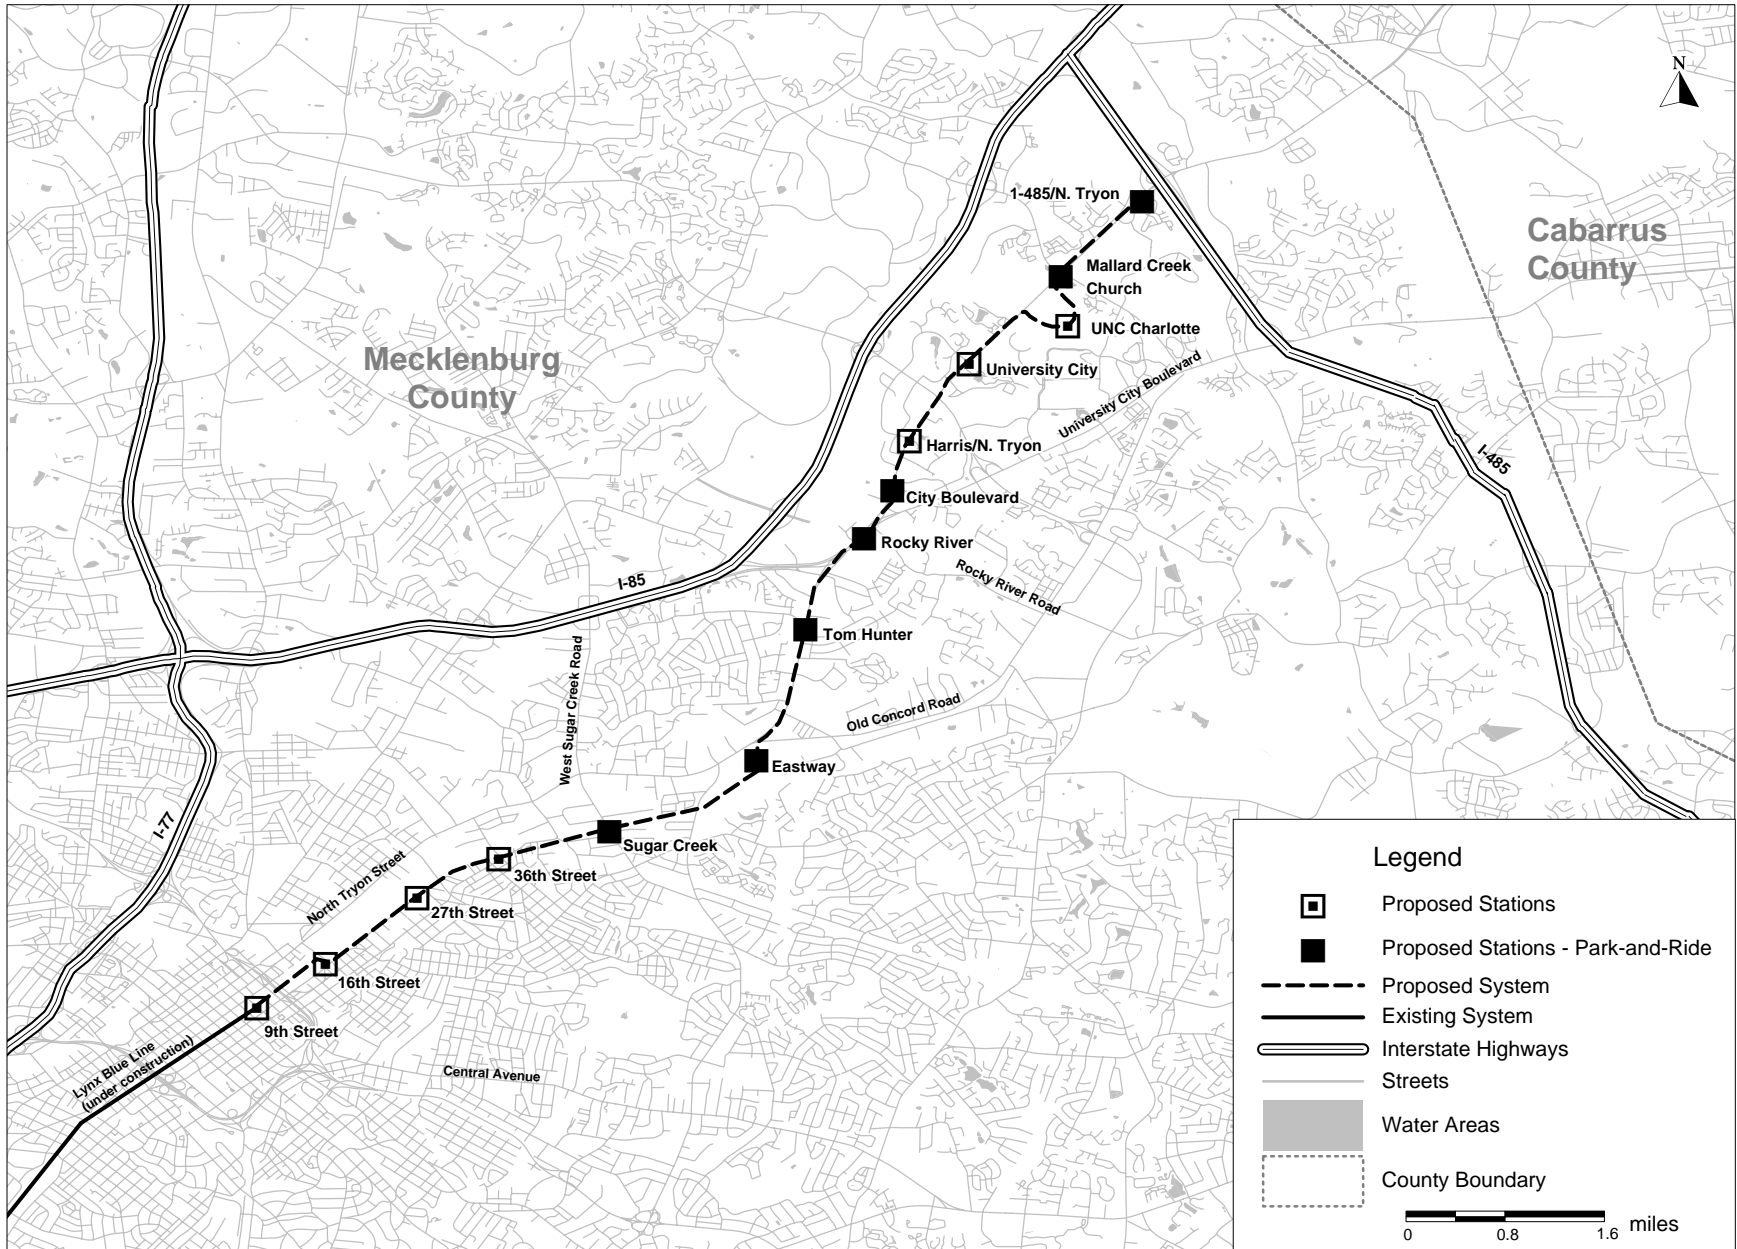 N
1-485/N. Tryon
Cabarrus
County
Mallard Creek
Church
UNC Charlotte
Mecklenburg
County
University City
University City Boulevard
Harris/N. Tryon
I-485
City Boulevard
Rocky River
I-85
Rocky River Road
Tom Hunter
West Sugar Creek Road
Old Concord Road
Eastway
I-77
Sugar Creek
North Tryon Street
36th Street
27th Street
16th Street
9th Street
Lynx Blue Line
(under construction)
Central Avenue
Legend
Proposed Stations
Proposed Stations - Park-and-Ride
Proposed System
Existing System
Interstate Highways
Streets
Water Areas
County Boundary
0 0.8 1.6 miles